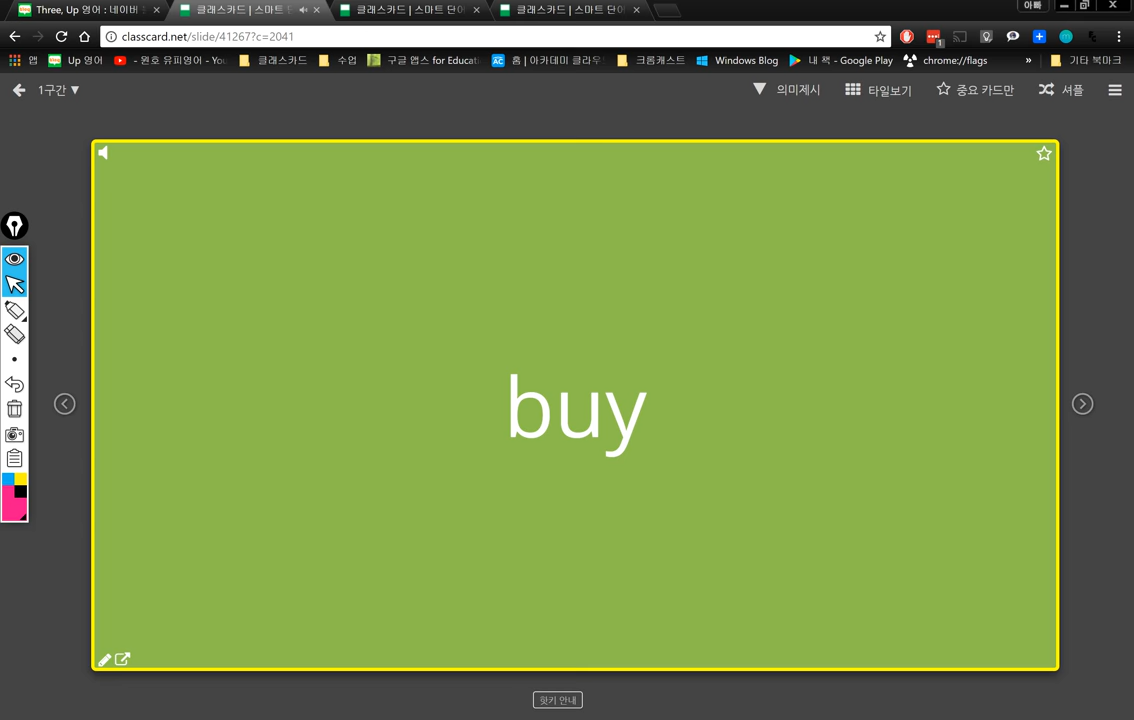 Three, Up 영어 : 네이버
클래스카드 | 스마트 단
클래스카드 | 스마트 단어
클래스카드 | 스마트 단어
아빠
classcard.net/slide/41267?c=2041
1
앱
Up 영어
- 원호 유피영어 - You
클래스카드
수업
구글 앱스 for Educati
홈 | 아카데미 클라우드
크롬캐스트
Windows Blog
내 책 - Google Play
chrome://flags
»
기타 북마크
1구간 ▼
▼ 의미제시
타일보기
중요 카드만
셔플
buy
핫키 안내